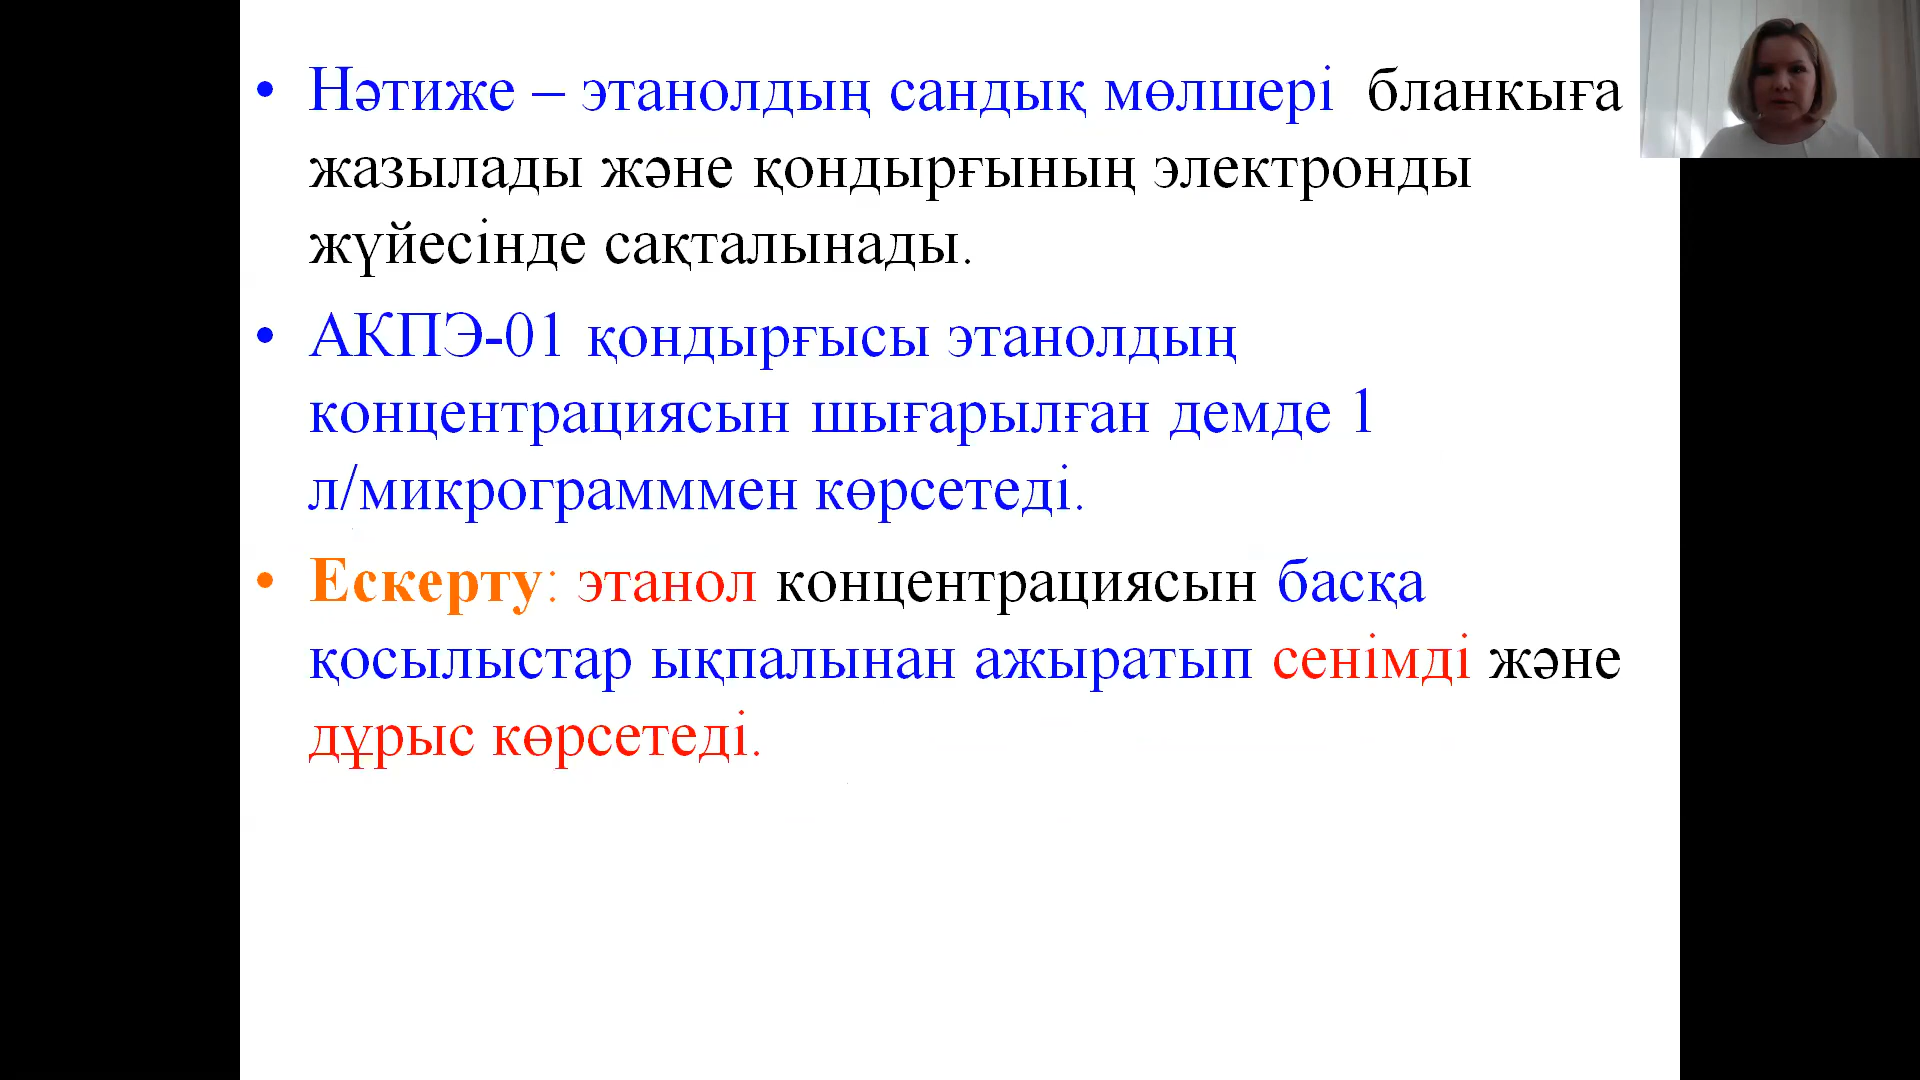 • Нәтиже – этанолдың сандық мөлшері бланкыға
жазылады және қондырғының электронды
жүйесінде сақталынады.
• АКПЭ-01 қондырғысы этанолдың
концентрациясын шығарылған демде 1
л/микрограмммен көрсетеді.
• Ескерту: этанол концентрациясын басқа
қосылыстар ықпалынан ажыратып сенімді және
дұрыс көрсетеді.